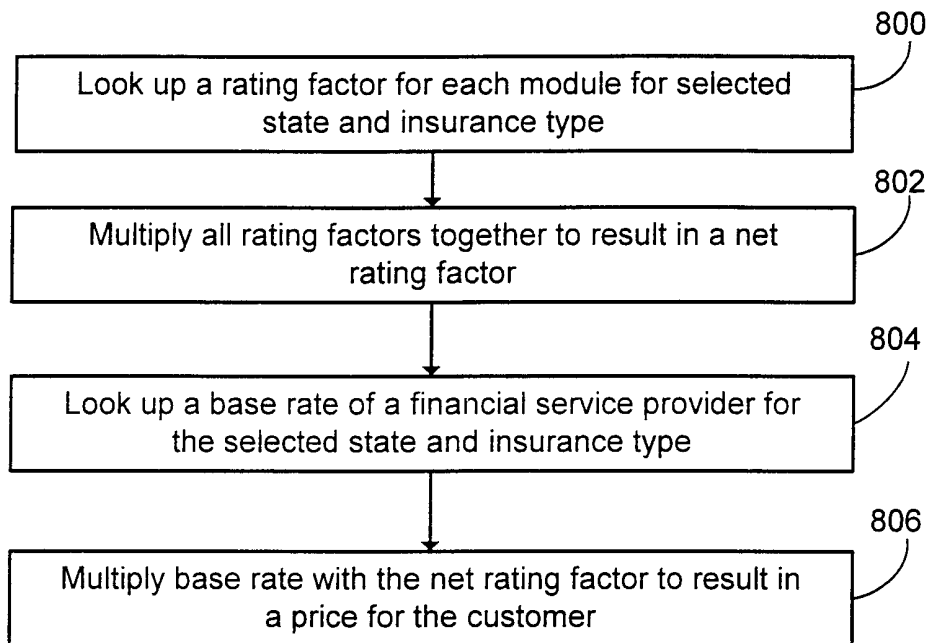 800
Look up a rating factor for each module for selected
state and insurance type
802
Multiply all rating factors together to result in a net
rating factor
804
Look up a base rate of a financial service provider for
the selected state and insurance type
806
Multiply base rate with the net rating factor to result in
a price for the customer